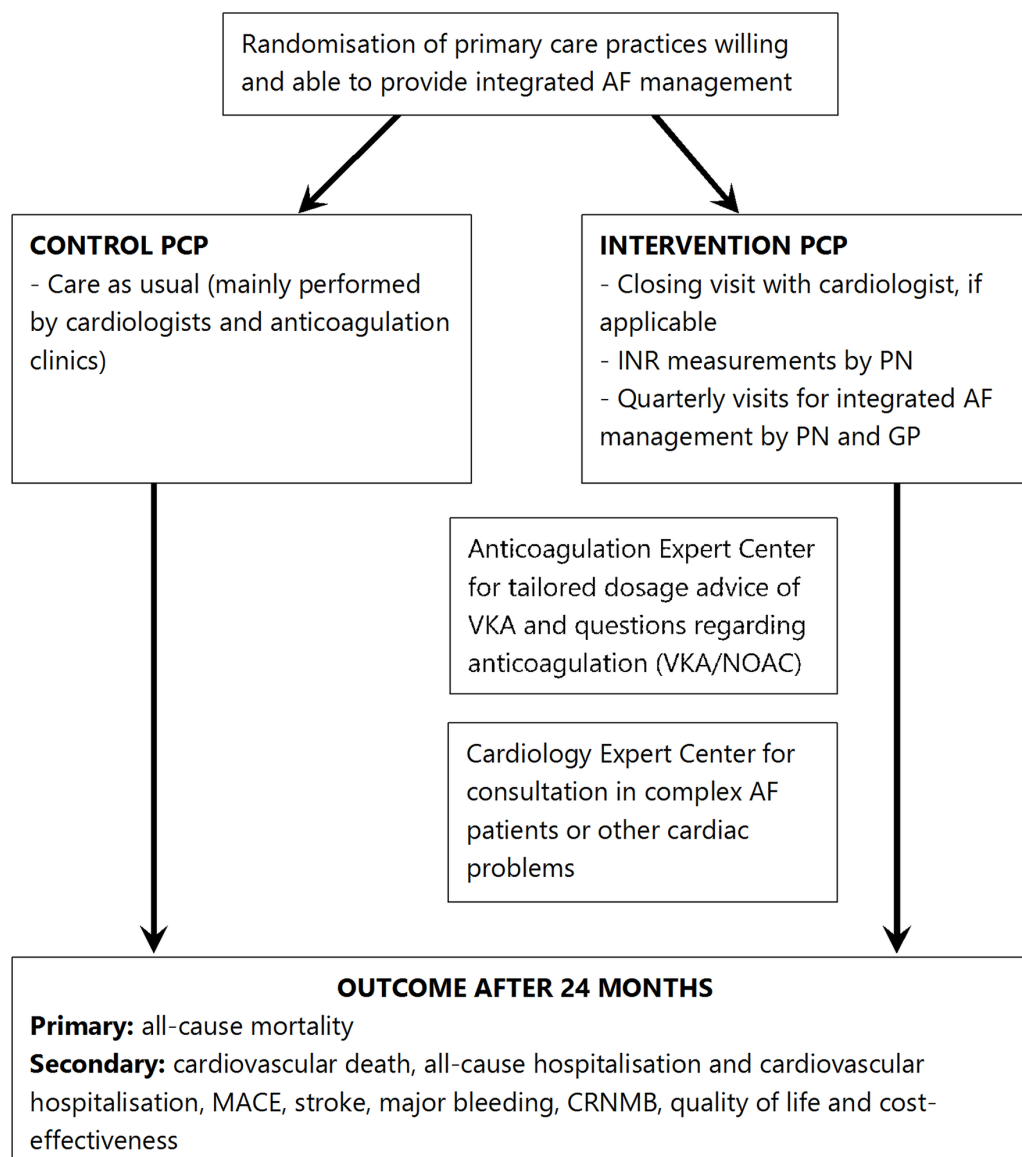 Randomisation of primary care practices willing
and able to provide integrated AF management
CONTROL PCP
- Care as usual (mainly performed
by cardiologists and anticoagulation
clinics)
INTERVENTION PCP
- Closing visit with cardiologist, if
applicable
- INR measurements by PN
- Quarterly visits for integrated AF
management by PN and GP
Anticoagulation Expert Center
for tailored dosage advice of
VKA and questions regarding
anticoagulation (VKA/NOAC)
Cardiology Expert Center for
consultation in complex AF
patients or other cardiac
problems
OUTCOME AFTER 24 MONTHS
Primary: all-cause mortality
Secondary: cardiovascular death, all-cause hospitalisation and cardiovascular
hospitalisation, MACE, stroke, major bleeding, CRNMB, quality of life and cost-
effectiveness